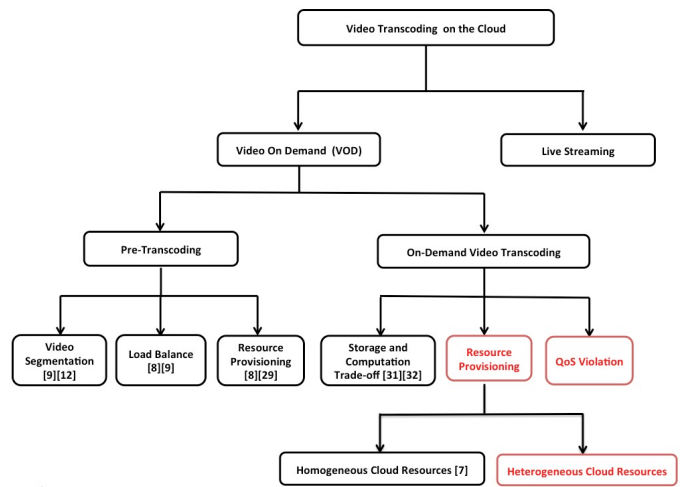 Video Transcoding on the Cloud
Video On Demand (VOD)
Live Streaming
Pre-Transcoding
On-Demand Video Transcoding
Video
Segmentation
[9][12]
Load Balance
[8][9]
Resource
Provisioning
[8][29]
Storage and
Computation
Trade-off [31][32]
Resource
Provisioning
QoS Violation
Homogeneous Cloud Resources [7]
Heterogeneous Cloud Resources